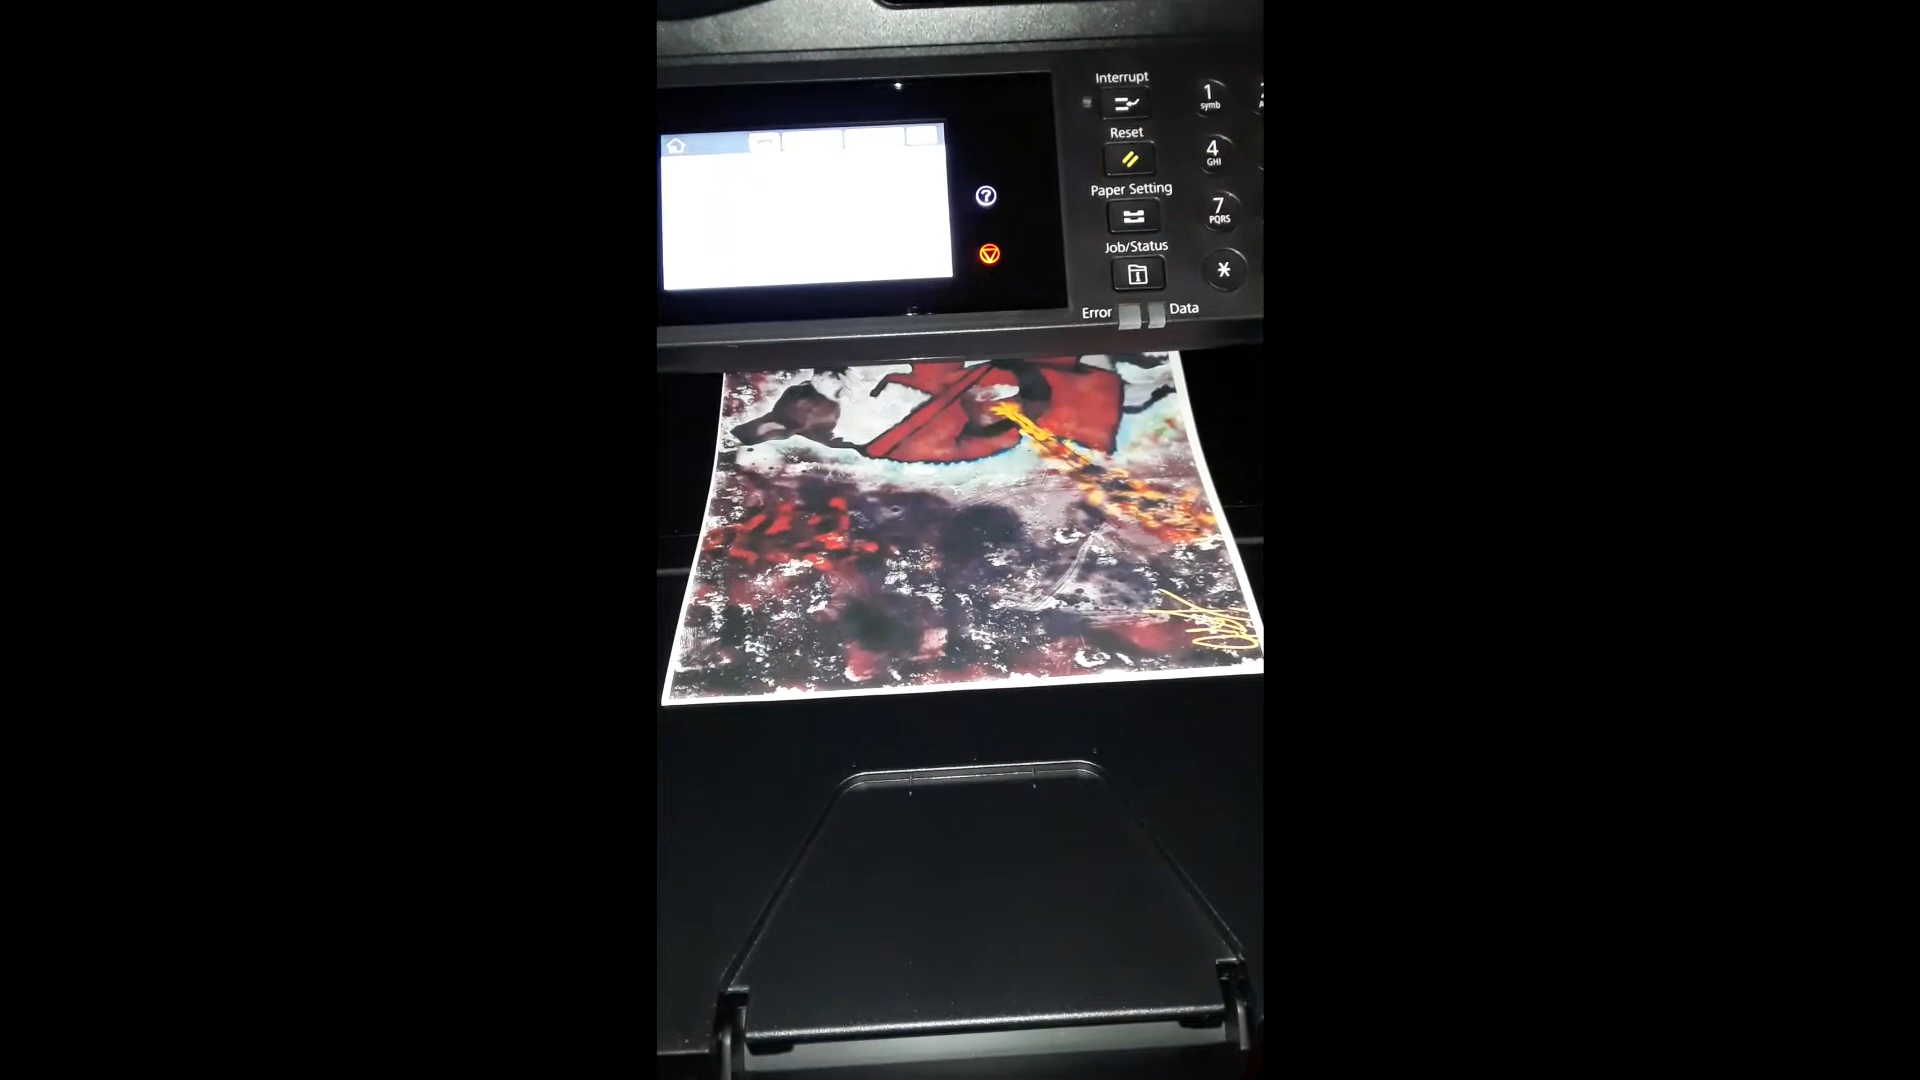 Interrupt
1
symb
Reset
4
GHI
Paper Setting
7
PQRS
Job/Status
*
Error
Data